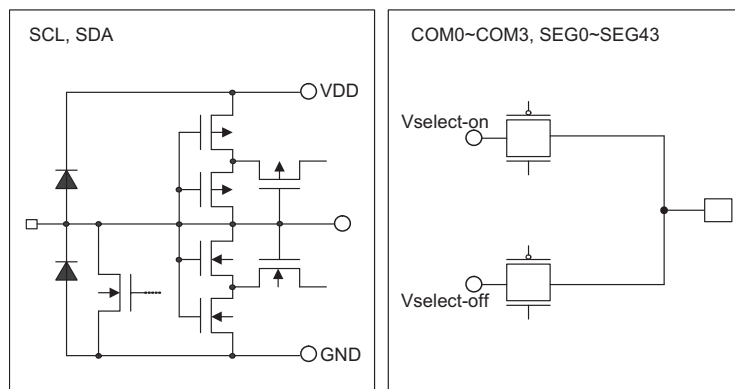 SCL, SDA
VDD
GND
COM0~COM3, SEG0~SEG43
Vselect-on
Vselect-off